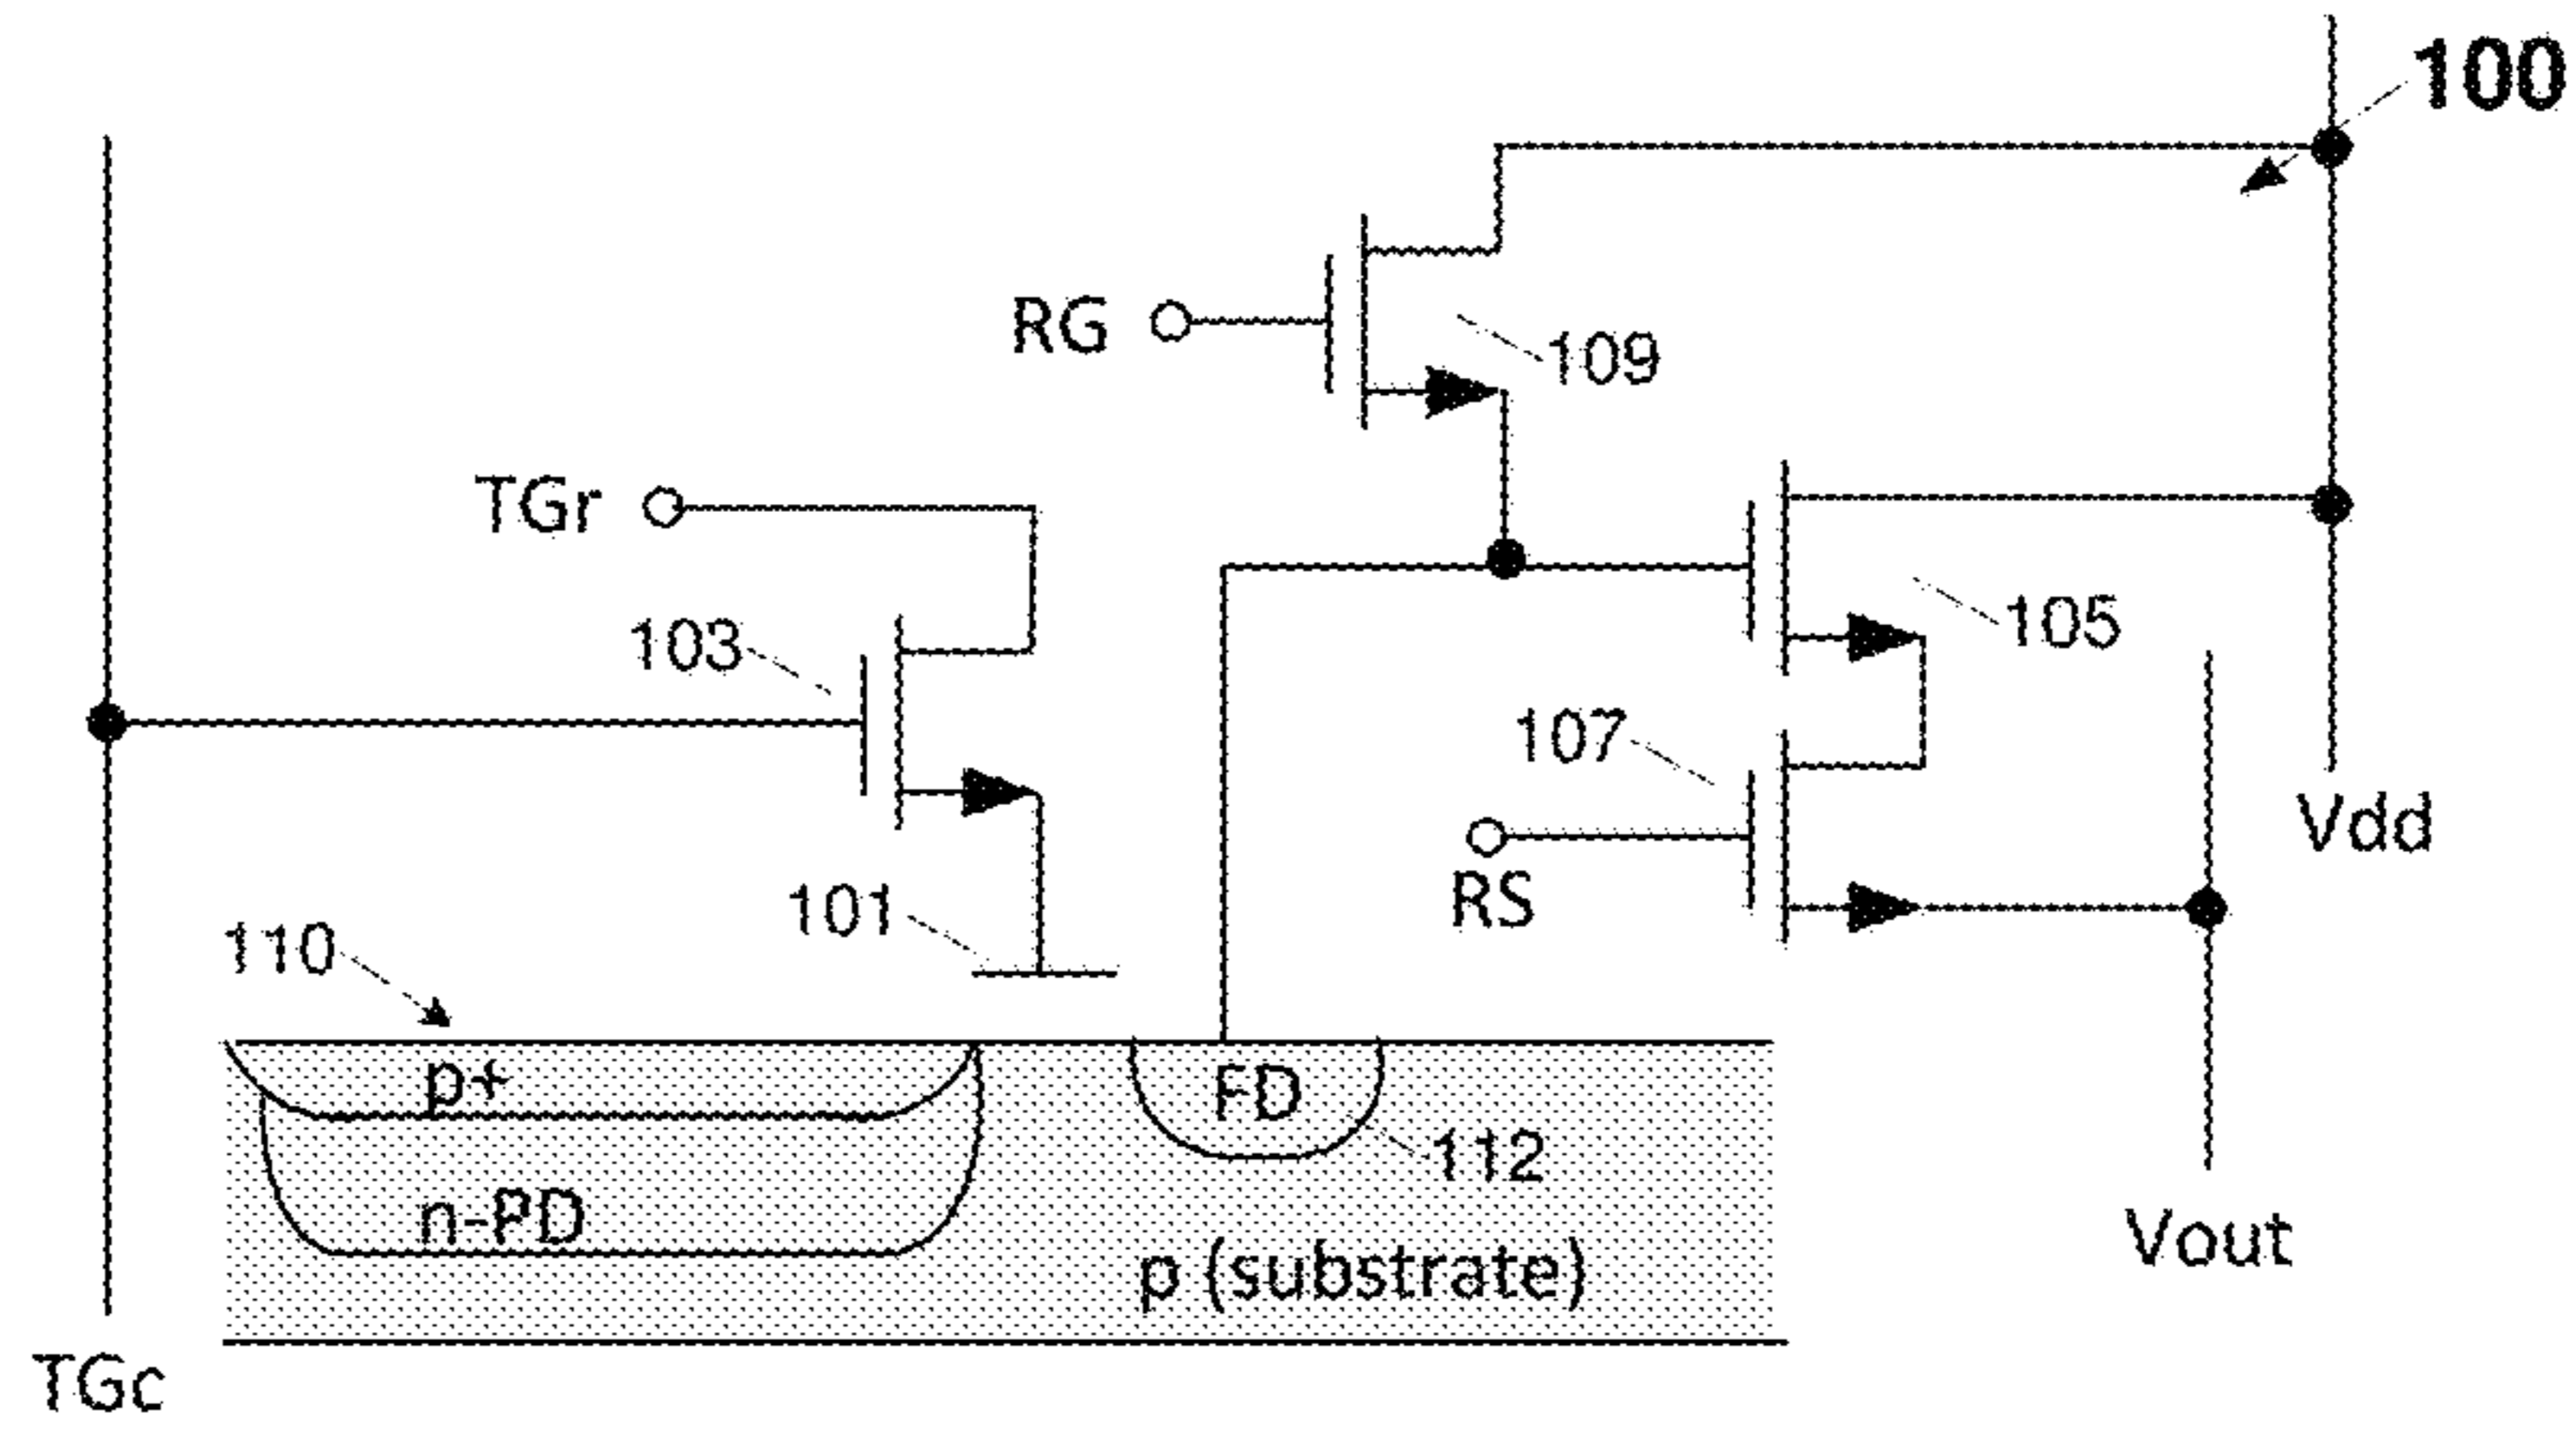 100
RG
109
TGr
103
105
107
Vdd
RS
101
110
p+
FD
112
n-PD
p (substrate)
Vout
TGc